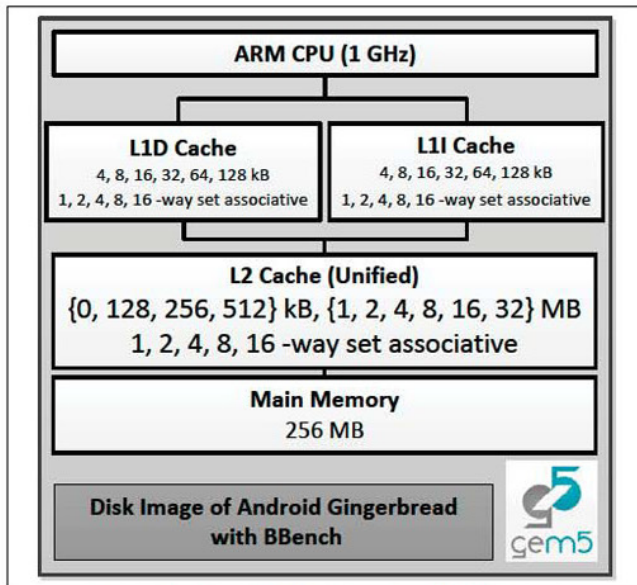 ARM CPU (1 GHz)
L1D Cache
4, 8, 16, 32, 64, 128 kB
1, 2, 4, 8, 16 -way set associative
L1I Cache
4, 8, 16, 32, 64, 128 kB
1, 2, 4, 8, 16 -way set associative
L2 Cache (Unified)
{0, 128, 256, 512} kB, {1, 2, 4, 8, 16, 32} MB
1, 2, 4, 8, 16 -way set associative
Main Memory
256 MB
Disk Image of Android Gingerbread
with BBench
g5
gem5